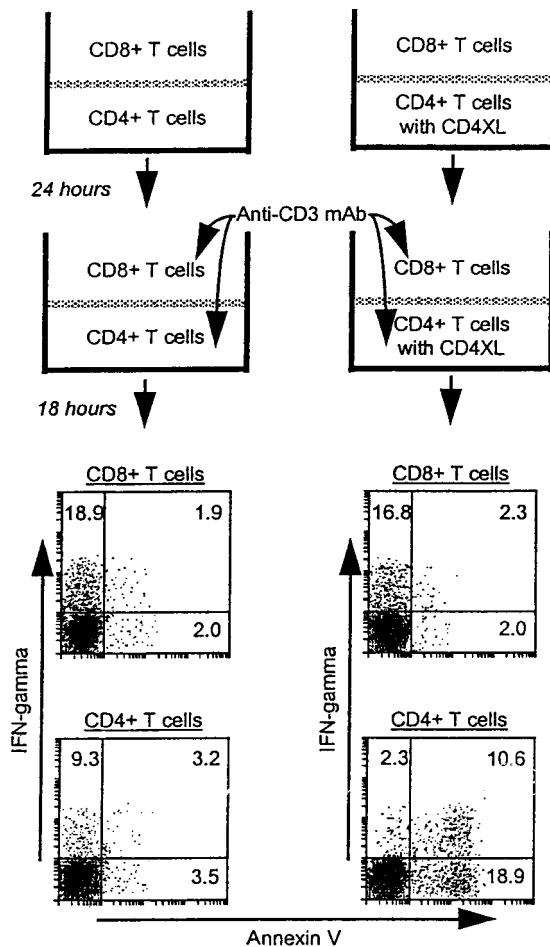 CD8+ T cells
CD8+ T cells
CD4+ T cells
CD4+ T cells
with CD4XL
24 hours
Anti-CD3 mAb
CD8+ T cells
CD8+ T cells
CD4+ T cells
CD4+ T cells
with CD4XL
18 hours
CD8+ T cells
CD8+ T cells
18.9
1.9
16.8
2.3
2.0
2.0
IFN-gamma
IFN-gamma
CD4+ T cells
CD4+ T cells
9.3
3.2
2.3
10.6
3.5
18.9
Annexin V